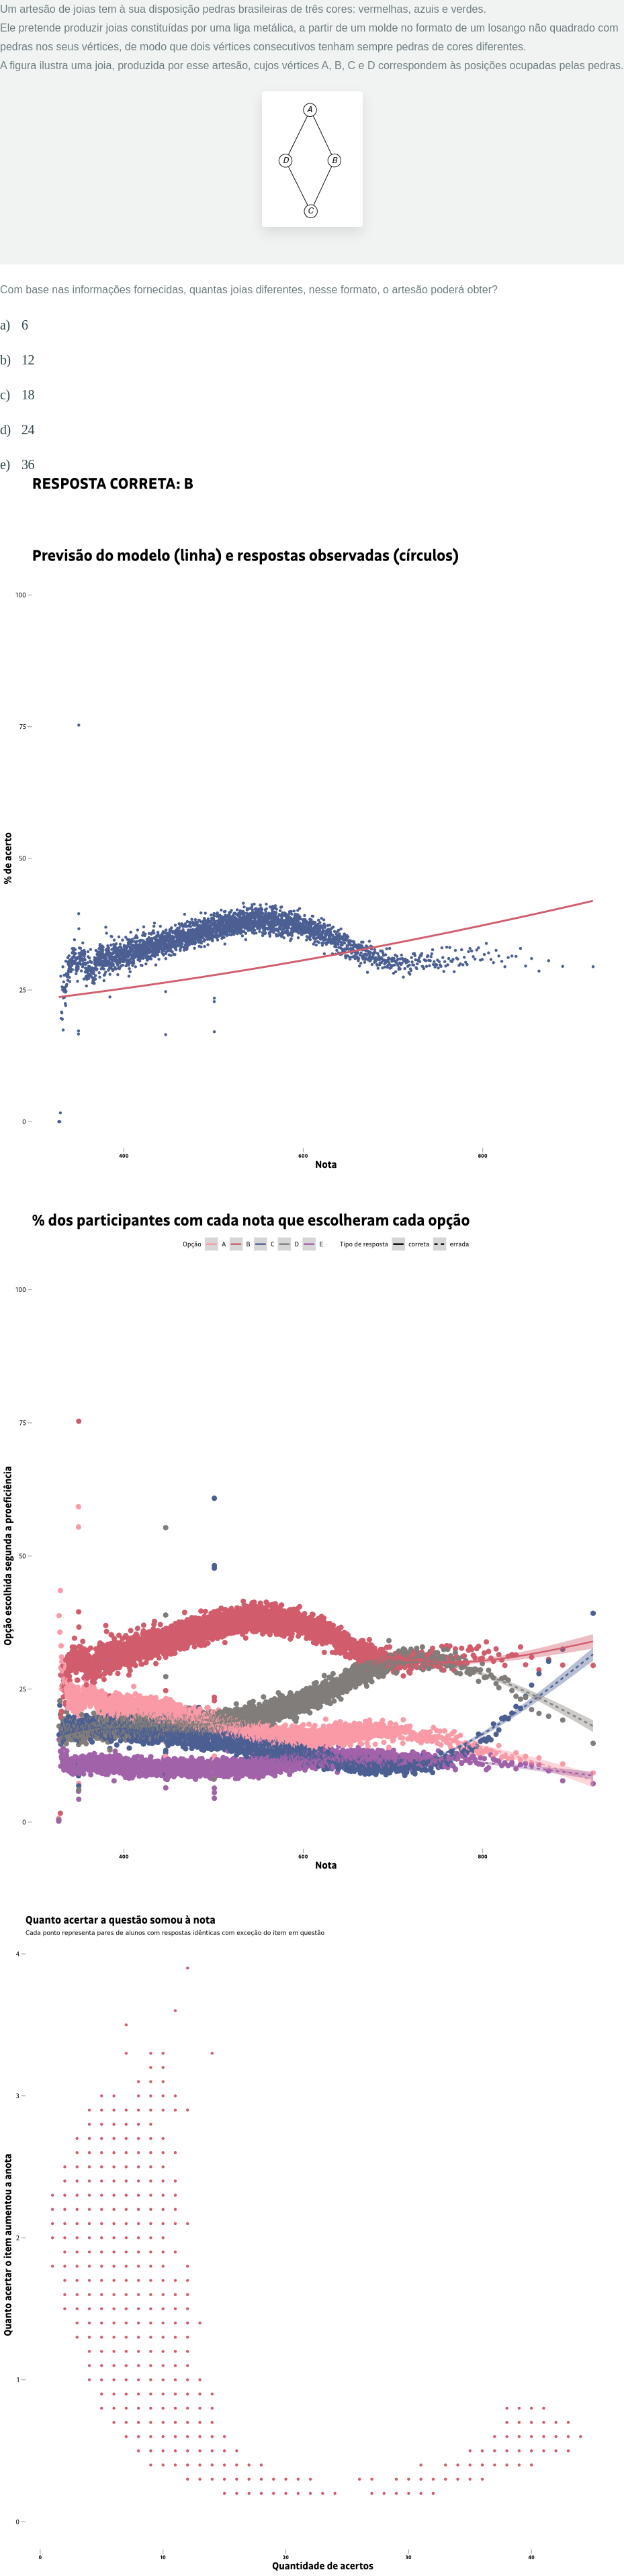 Um artesão de joias tem à sua disposição pedras brasileiras de três cores: vermelhas, azuis e verdes.
Ele pretende produzir joias constituídas por uma liga metálica, a partir de um molde no formato de um losango não quadrado com
pedras nos seus vértices, de modo que dois vértices consecutivos tenham sempre pedras de cores diferentes.
A figura ilustra uma joia, produzida por esse artesão, cujos vértices A, B, C e D correspondem às posições ocupadas pelas pedras.
A
D
B
C
Com base nas informações fornecidas, quantas joias diferentes, nesse formato, o artesão poderá obter?
a) 6
b) 12
c) 18
d) 24
e) 36
RESPOSTA CORRETA: B
Previsão do modelo (linha) e respostas observadas (círculos)
100
75
50
25
0
% de acerto
400 600 800
Nota
% dos participantes com cada nota que escolheram cada opção
Opção A B C D E Tipo de resposta correta errada
100
75
50
25
0
Opção escolhida segunda a proeficiência
400 600 800
Nota
Quanto acertar a questão somou à nota
Cada ponto representa pares de alunos com respostas idênticas com exceção do item em questão
4
3
2
1
0
Quanto acertar o item aumentou a anota
0 10 20 30 40
Quantidade de acertos